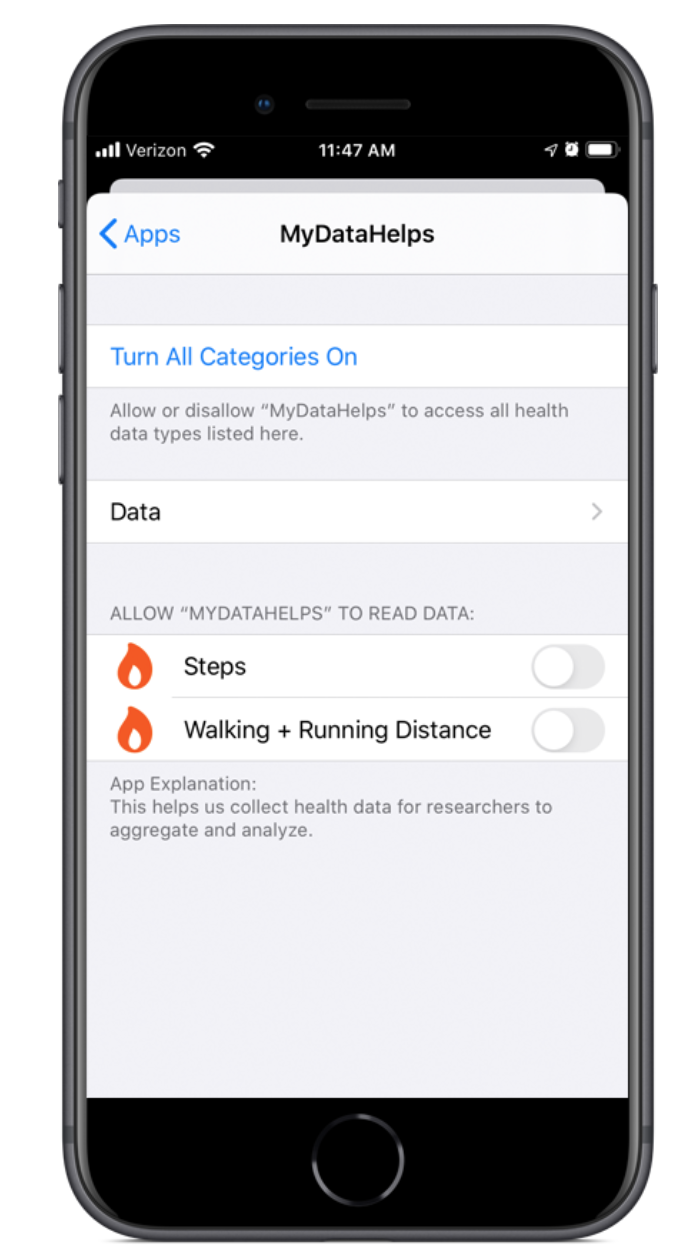 Verizon 11:47 AM
Apps MyDataHelps
Turn All Categories On
Allow or disallow “MyDataHelps” to access all health
data types listed here.
Data
ALLOW “MYDATAHELPS” TO READ DATA:
Steps
Walking + Running Distance
App Explanation:
This helps us collect health data for researchers to
aggregate and analyze.